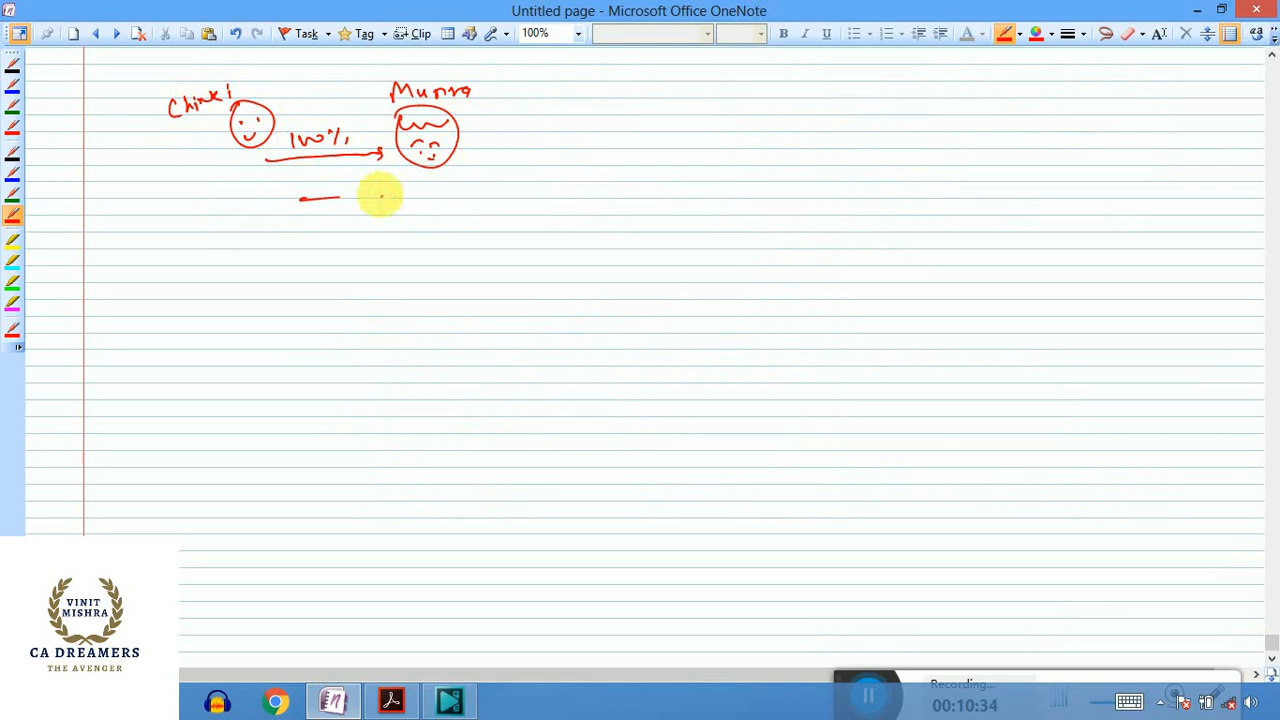 Untitled page - Microsoft Office OneNote
Task
Tag
Clip
100%
B I U
Chinki
Munna
100%
VINIT
MISHRA
CA DREAMERS
THE AVENGER
Recording...
00:10:34